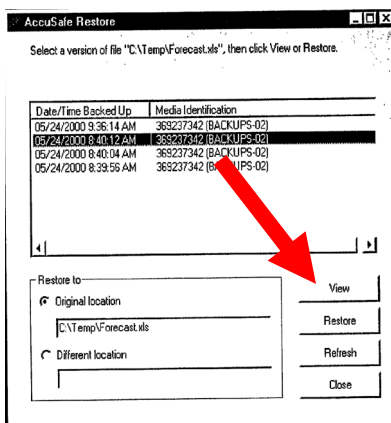 AccuSafe Restore
Select a version of file "C:\Temp\Forecast.xls", then click View or Restore.
Date/Time Backed Up Media Identification
05/24/2000 9:36:14 AM 369237342 (BACKUPS-02)
05/24/2000 8:40:12 AM 369237342 (BACKUPS-02)
05/24/2000 8:40:04 AM 369237342 (BACKUPS-02)
05/24/2000 8:39:56 AM 369237342 (BACKUPS-02)
Restore to
Original location
C:\Temp\Forecast.xls
Different location
View
Restore
Refresh
Close